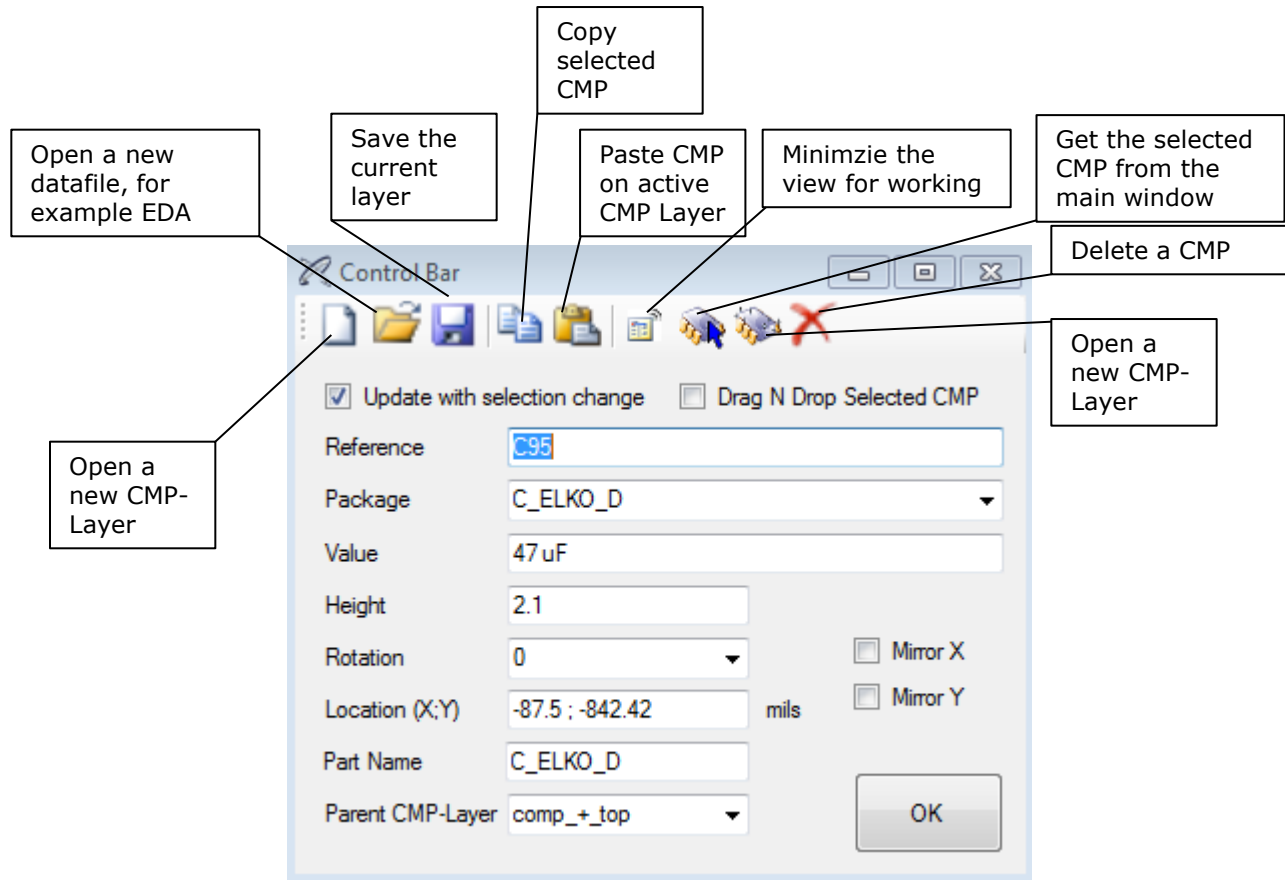 Copy
selected
CMP
Open a new
datafile, for
example EDA
Save the
current
layer
Paste CMP
on active
CMP Layer
Minimzie the
view for working
Get the selected
CMP from the
main window
Delete a CMP
Control Bar
Open a
new CMP-
Layer
Update with selection change
Drag N Drop Selected CMP
Open a
new CMP-
Layer
Reference C95
Package C_ELKO_D
Value 47 uF
Height 2.1
Rotation 0
Mirror X
Location (X;Y) -87.5 ; -842.42 mils
Mirror Y
Part Name C_ELKO_D
Parent CMP-Layer comp_+_top
OK